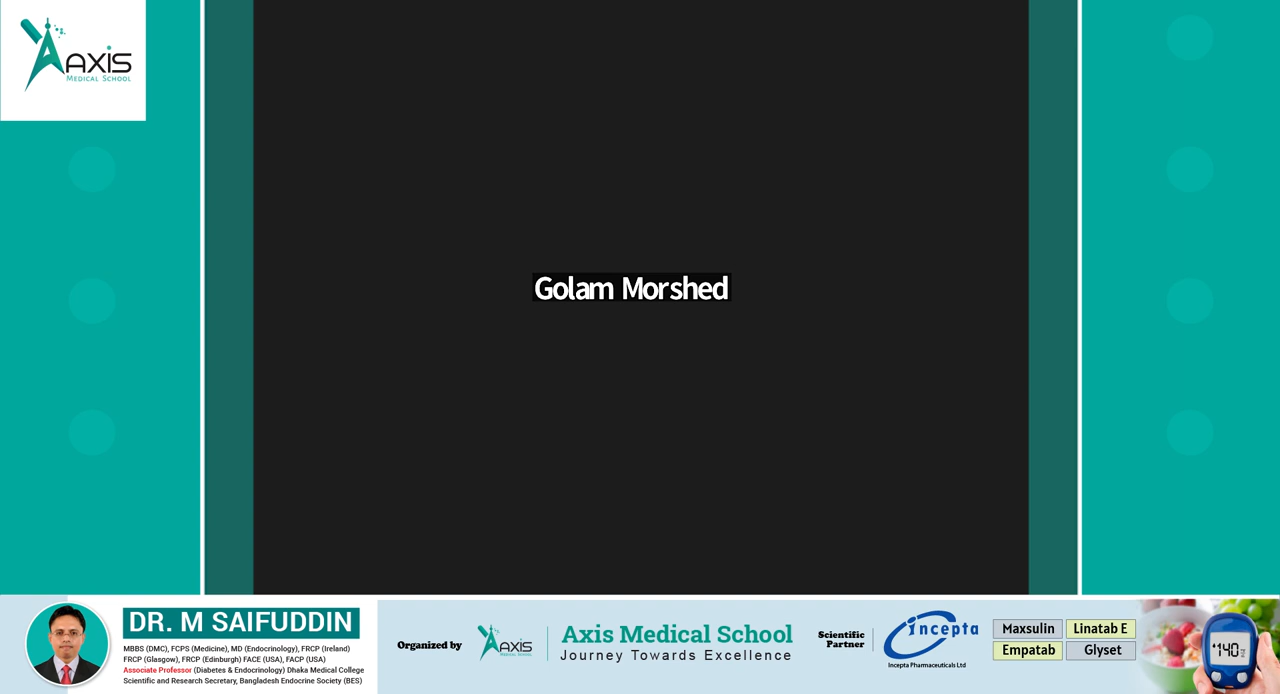 AXIS
MEDICAL SCHOOL
Golam Morshed
DR. M SAIFUDDIN
MBBS (DMC), FCPS (Medicine), MD (Endocrinology), FRCP (Ireland)
FRCP (Glasgow), FRCP (Edinburgh) FACE (USA), FACP (USA)
Associate Professor (Diabetes & Endocrinology) Dhaka Medical College
Scientific and Research Secretary, Bangladesh Endocrine Society (BES)
Organized by
AXIS
MEDICAL SCHOOL
Axis Medical School
Journey Towards Excellence
Scientific
Partner
incepta
Incepta Pharmaceuticals Ltd
Maxsulin
Linatab E
Empatab
Glyset
140